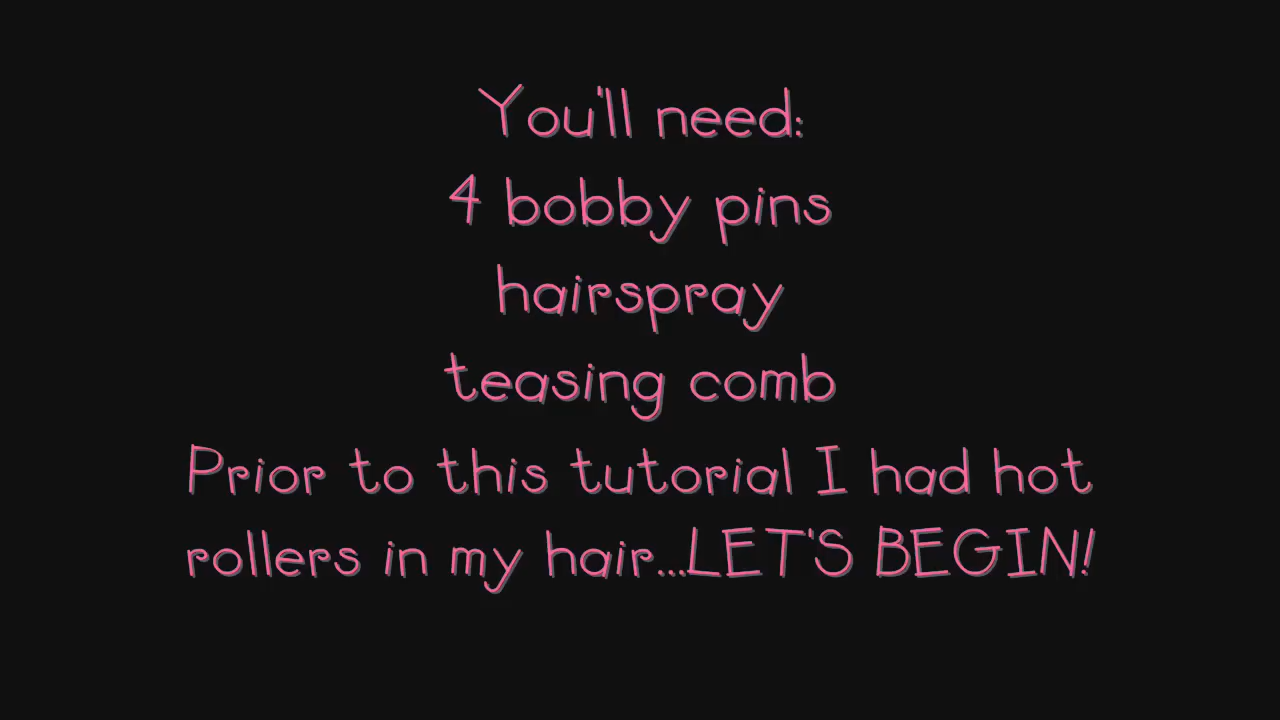 You'll need:
4 bobby pins
hairspray
teasing comb
Prior to this tutorial I had hot
rollers in my hair...LET'S BEGIN!